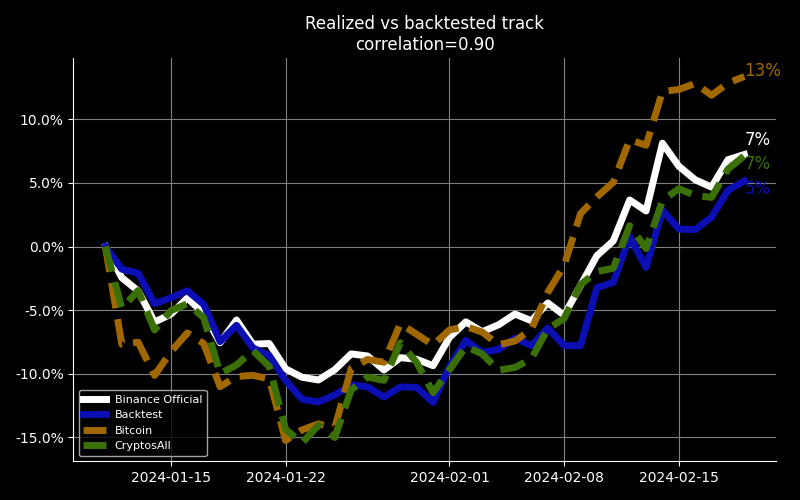 Realized vs backtested track
correlation=0.90
13%
10.0%
7%
7%
5.0%
5%
0.0%
-5.0%
-10.0%
-15.0%
Binance Official
Backtest
Bitcoin
CryptosAll
2024-01-15
2024-01-22
2024-02-01
2024-02-08
2024-02-15